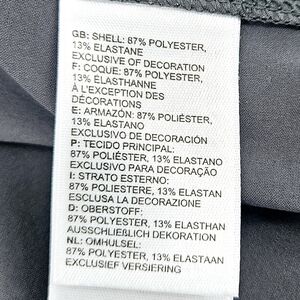 GB: SHELL: 87% POLYESTER,
13% ELASTANE
EXCLUSIVE OF DECORATION
F: COQUE: 87% POLYESTER,
13% ELASTHANNE
À L'EXCEPTION DES
DÉCORATIONS
E: ARMAZÓN: 87% POLIÉSTER,
13% ELASTANO
EXCLUSIVO DE DECORACIÓN
P: TECIDO PRINCIPAL:
87% POLIÉSTER, 13% ELASTANO
EXCLUSIVO PARA DECORAÇÃO
I: STRATO ESTERNO:
87% POLIESTERE, 13% ELASTAN
ESCLUSA LA DECORAZIONE
D: OBERSTOFF:
87% POLYESTER, 13% ELASTHAN
AUSSCHLIEßLICH DEKORATION
NL: OMHULSEL:
87% POLYESTER, 13% ELASTAAN
EXCLUSIEF VERSIERING